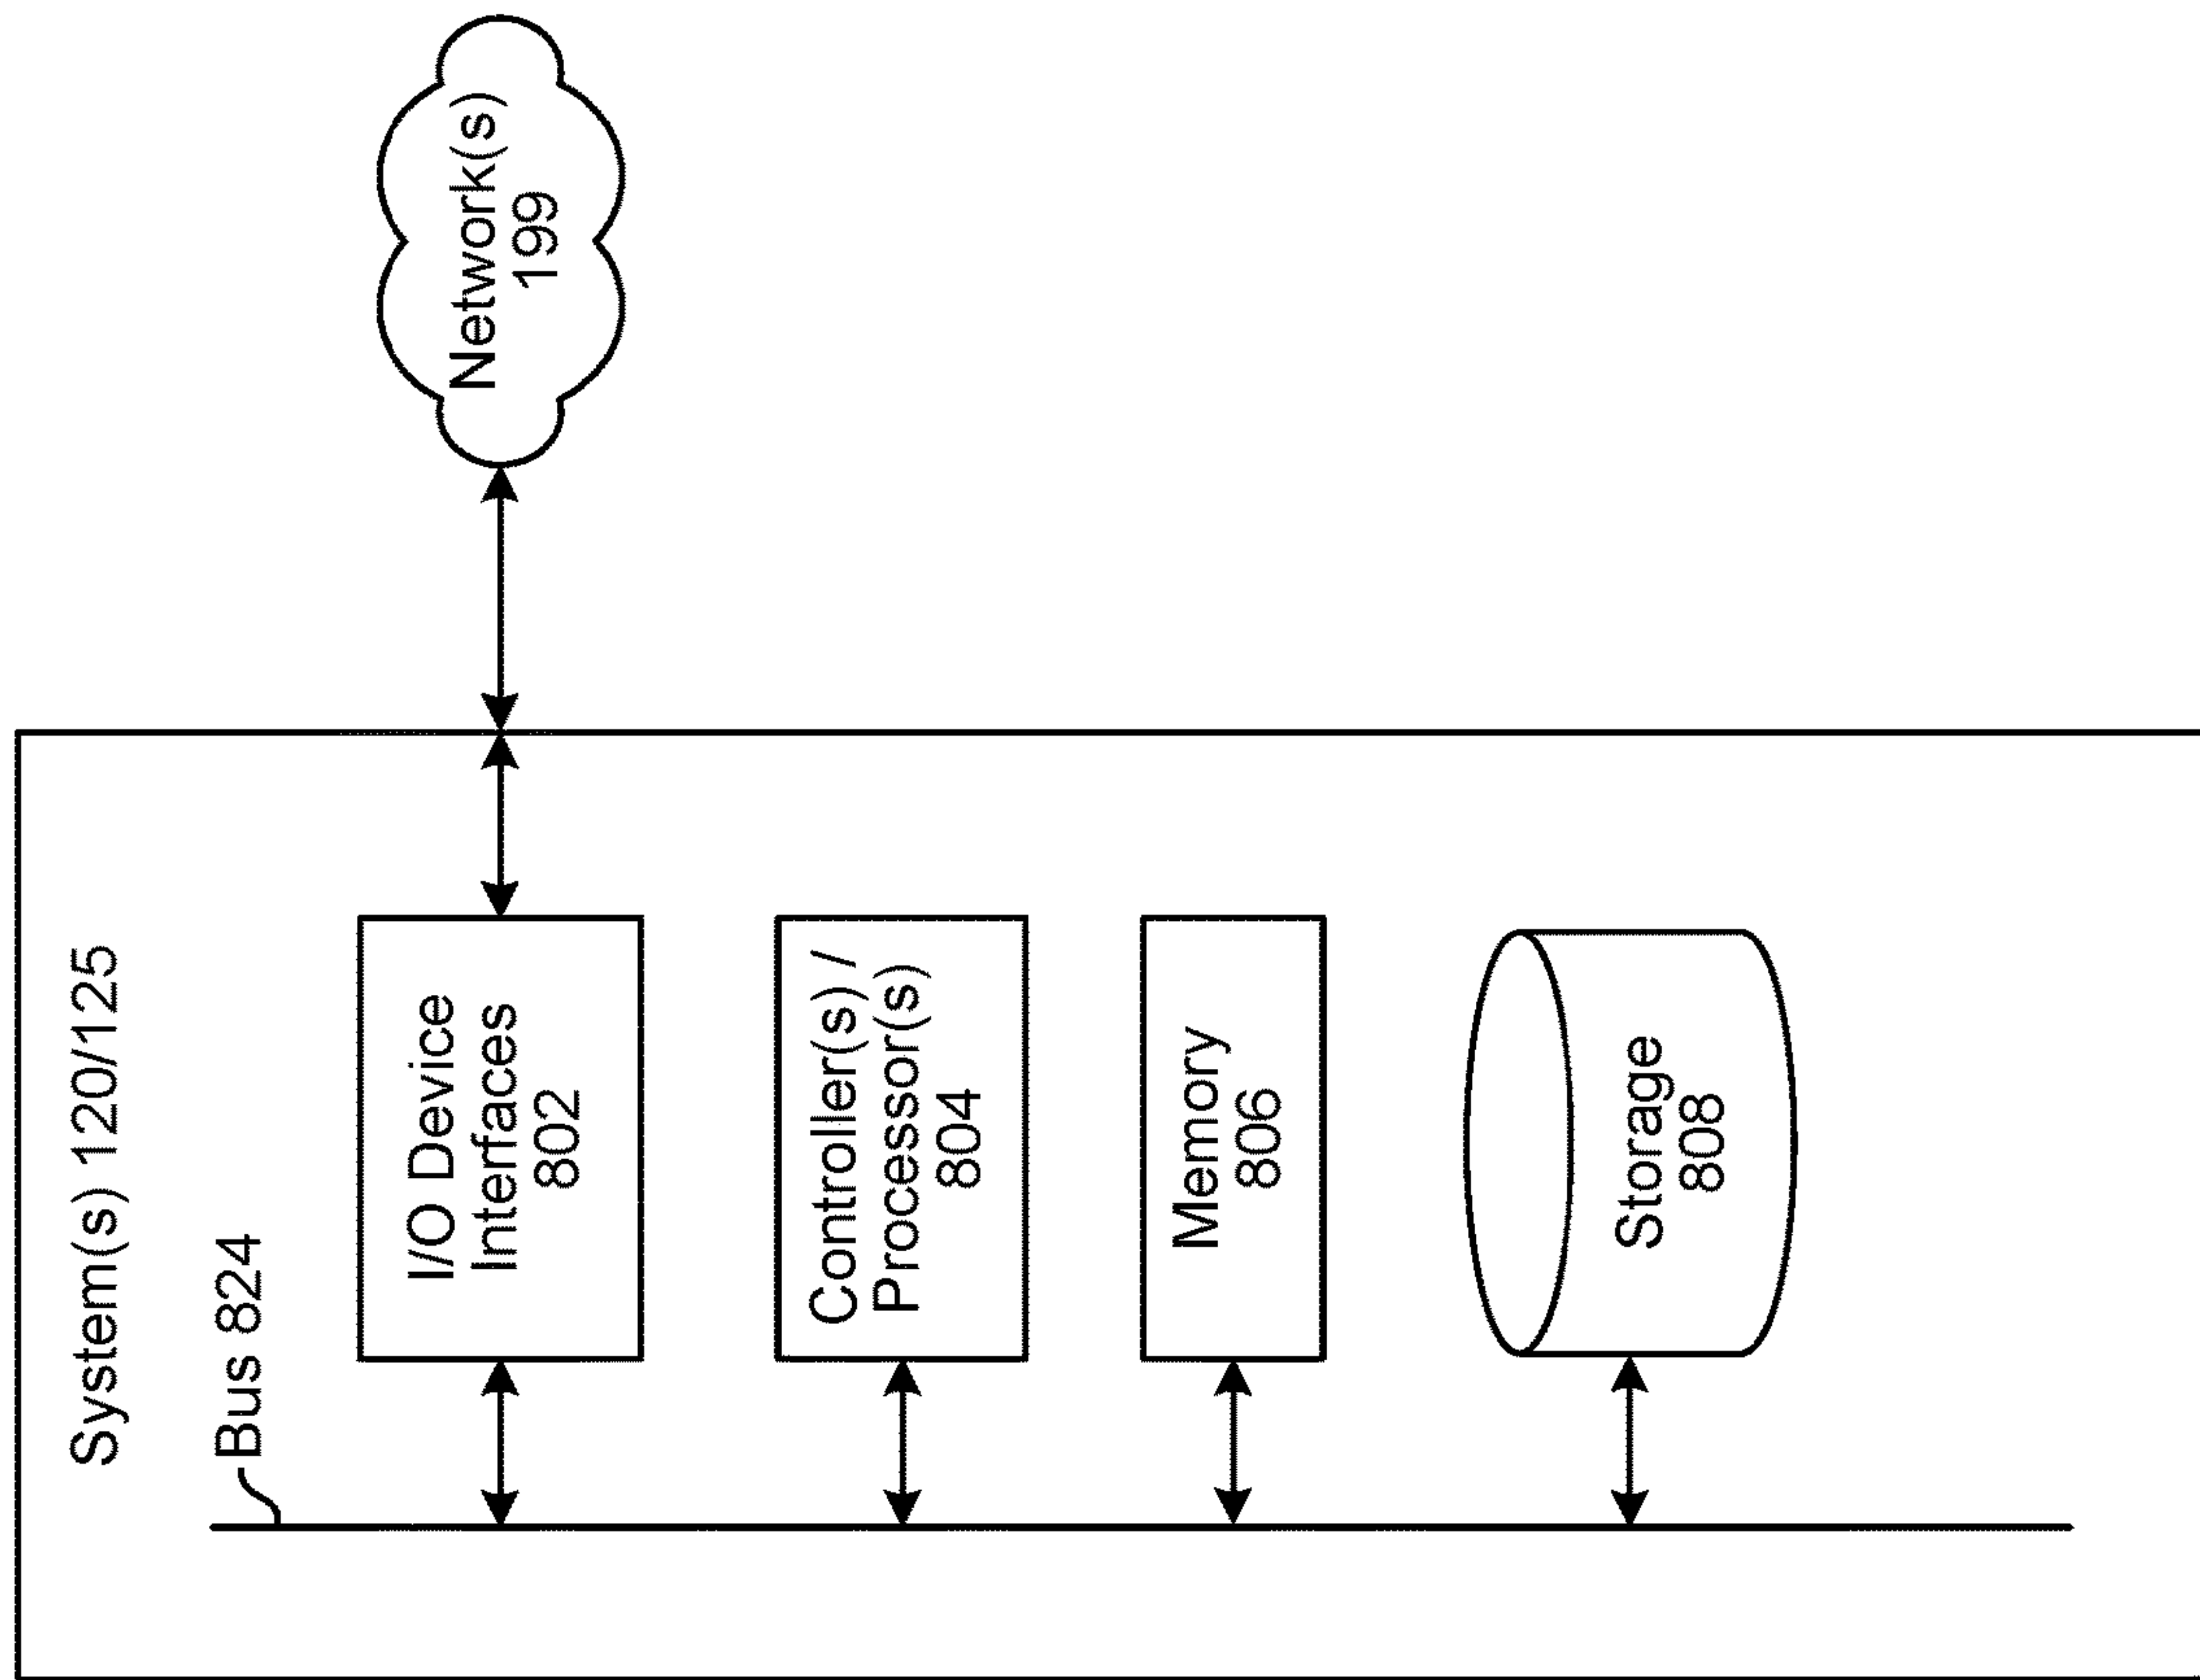 System(s) 120/125
Bus 824
I/O Device
Interfaces
802
Controller(s) /
Processor(s)
804
Memory
806
Storage
808
Network(s)
199